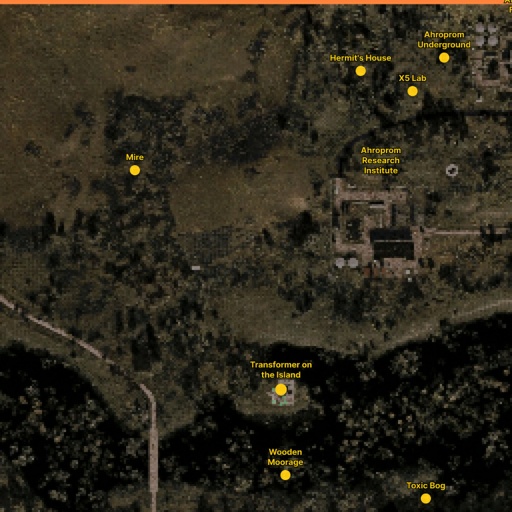 Ahroprom
Underground
Hermit's House
X5 Lab
Ahroprom
Research
Institute
Mire
Transformer on
the Island
Wooden
Moorage
Toxic Bog